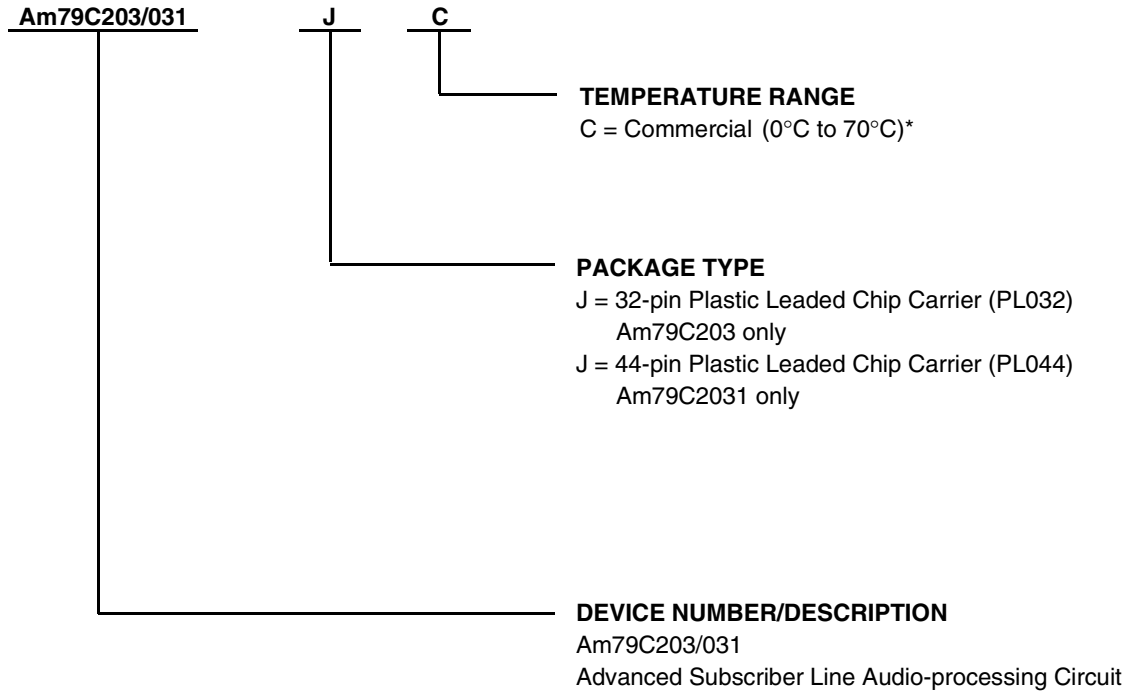 Am79C203/031 J C
TEMPERATURE RANGE
C = Commercial (0°C to 70°C)*
PACKAGE TYPE
J = 32-pin Plastic Leaded Chip Carrier (PL032)
Am79C203 only
J = 44-pin Plastic Leaded Chip Carrier (PL044)
Am79C2031 only
DEVICE NUMBER/DESCRIPTION
Am79C203/031
Advanced Subscriber Line Audio-processing Circuit